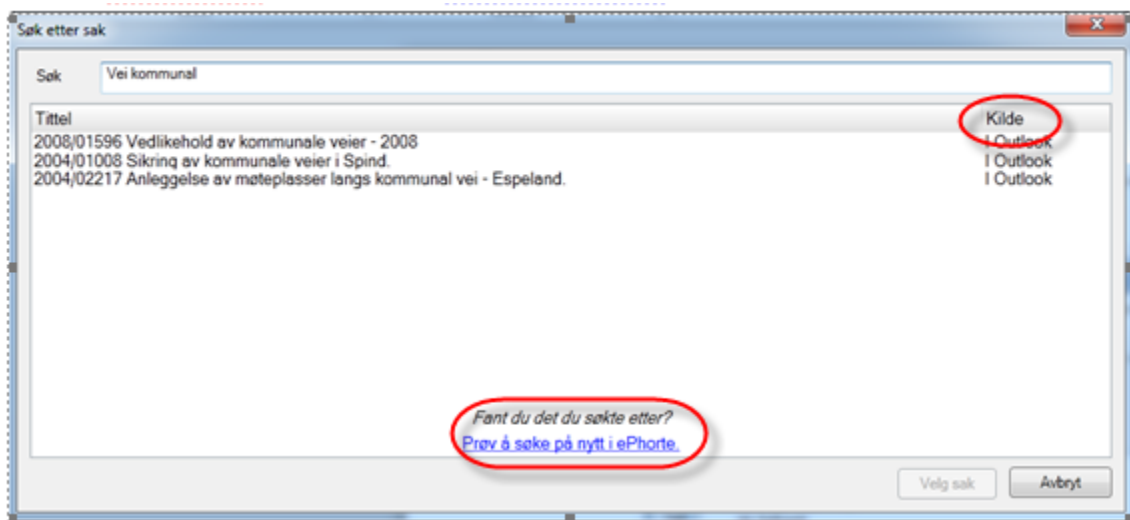 Søk etter sak
Søk Vei kommunal
Tittel Kilde
2008/01596 Vedlikehold av kommunale veier - 2008 I Outlook
2004/01008 Sikring av kommunale veier i Spind. I Outlook
2004/02217 Anleggelse av møteplasser langs kommunal vei - Espeland. I Outlook
Fant du det du søkte etter?
Prøv å søke på nytt i ePhorte.
Velg sak Avbryt